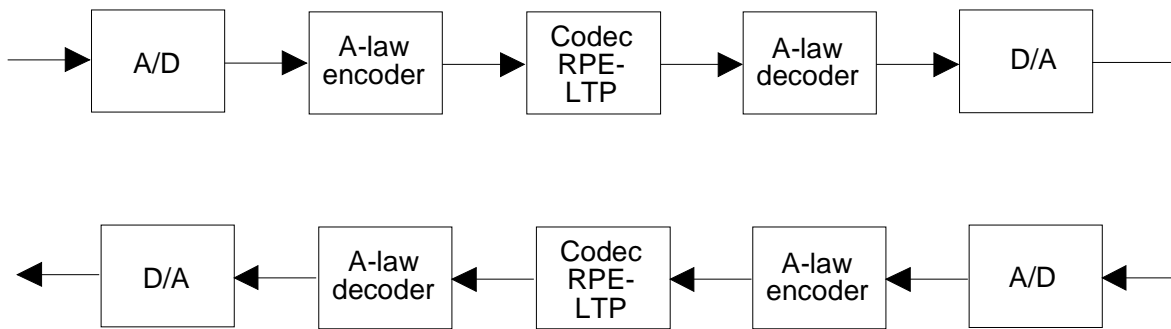 A/D
A-law
encoder
Codec
RPE-
LTP
A-law
decoder
D/A
D/A
A-law
decoder
Codec
RPE-
LTP
A-law
encoder
A/D